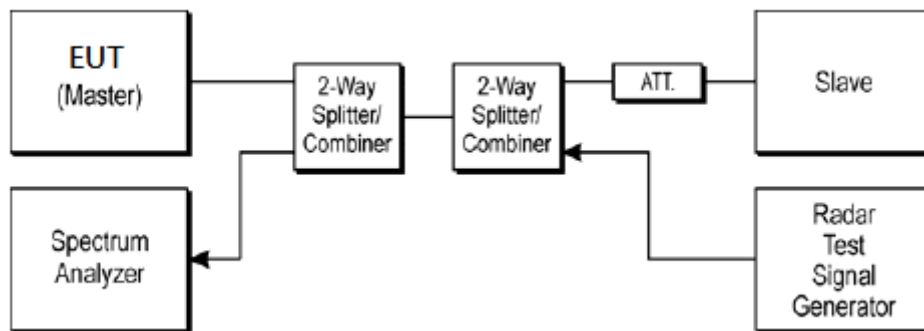 EUT
(Master)
2-Way
Splitter/
Combiner
2-Way
Splitter/
Combiner
ATT.
Slave
Spectrum
Analyzer
Radar
Test
Signal
Generator